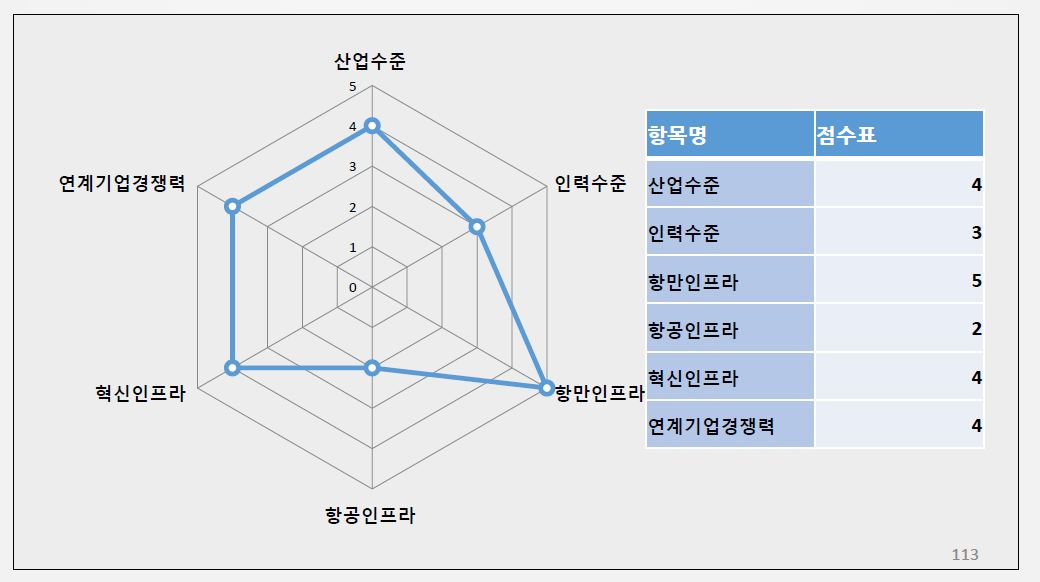 산업수준
5
4
3
2
1
0
인력수준
항만인프라
항공인프라
혁신인프라
연계기업경쟁력
항목명 점수표
산업수준 4
인력수준 3
항만인프라 5
항공인프라 2
혁신인프라 4
연계기업경쟁력 4
113